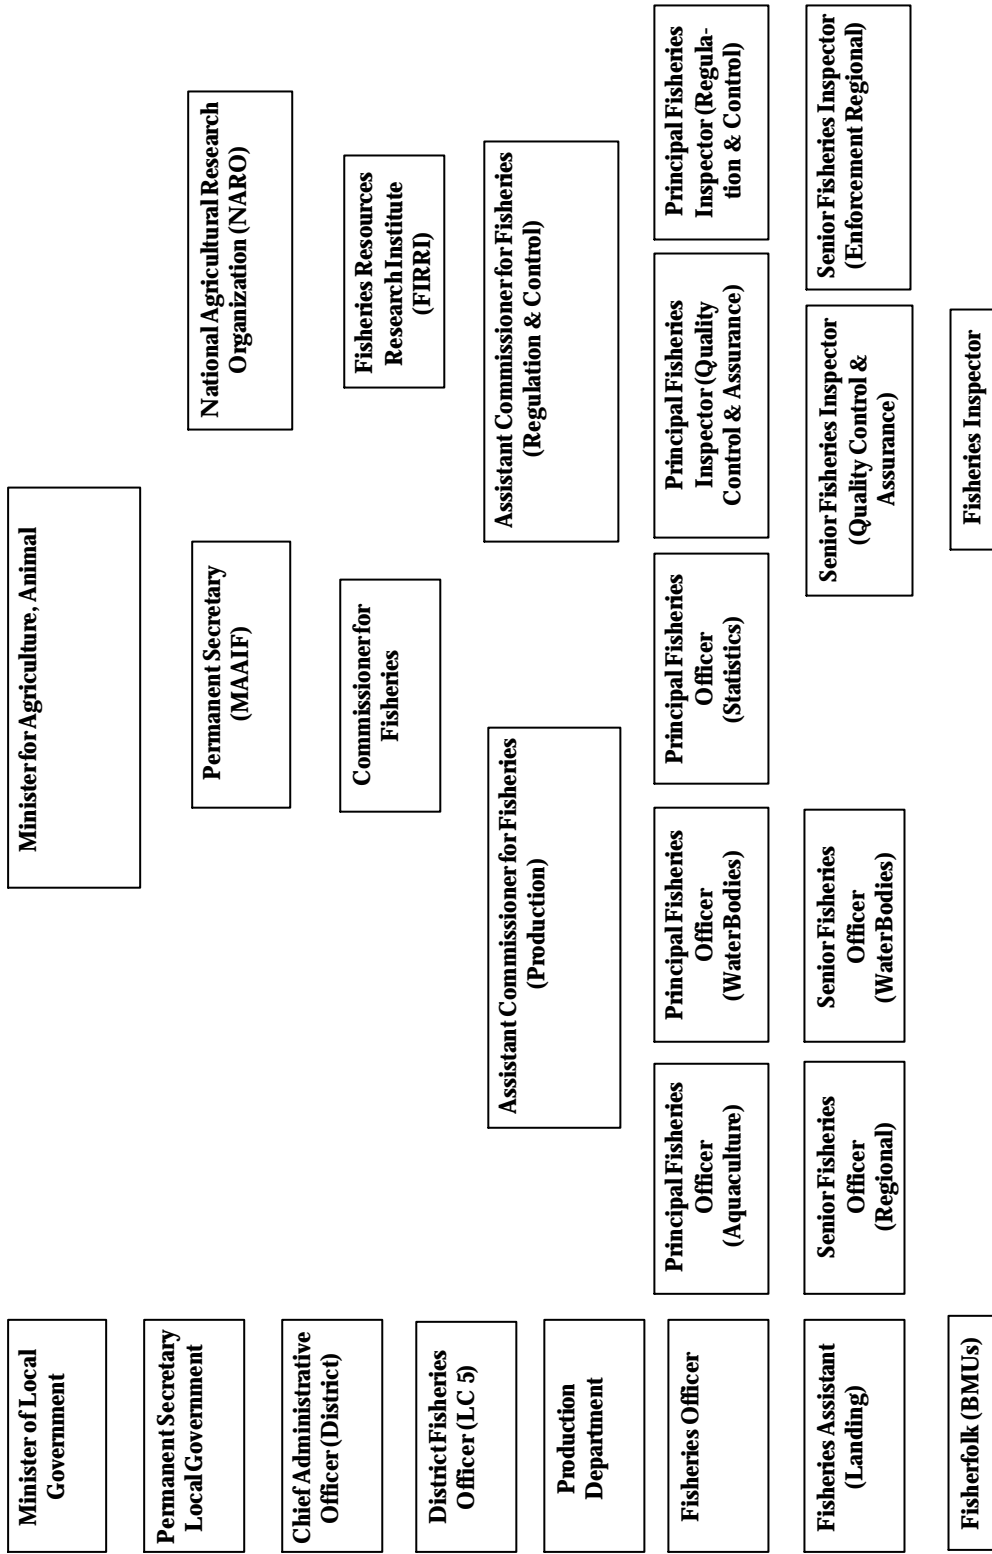 Minister of Local
Government
Permanent Secretary
Local Government
Chief Administrative
Officer (District)
District Fisheries
Officer (LC 5)
Production
Department
Fisheries Officer
Fisheries Assistant
(Landing)
Fisherfolk (BMUs)
Minister for Agriculture, Animal
Permanent Secretary
(MAAIF)
National Agricultural Research
Organization (NARO)
Commissioner for
Fisheries
Fisheries Resources
Research Institute
(FIRRI)
Assistant Commissioner for Fisheries
(Production)
Assistant Commissioner for Fisheries
(Regulation & Control)
Principal Fisheries
Officer
(Aquaculture)
Principal Fisheries
Officer
(Water Bodies)
Principal Fisheries
Officer
(Statistics)
Principal Fisheries
Inspector (Quality
Control & Assurance)
Principal Fisheries
Inspector (Regula-
tion & Control)
Senior Fisheries
Officer
(Regional)
Senior Fisheries
Officer
(Water Bodies)
Senior Fisheries Inspector
(Quality Control &
Assurance)
Senior Fisheries Inspector
(Enforcement Regional)
Fisheries Inspector